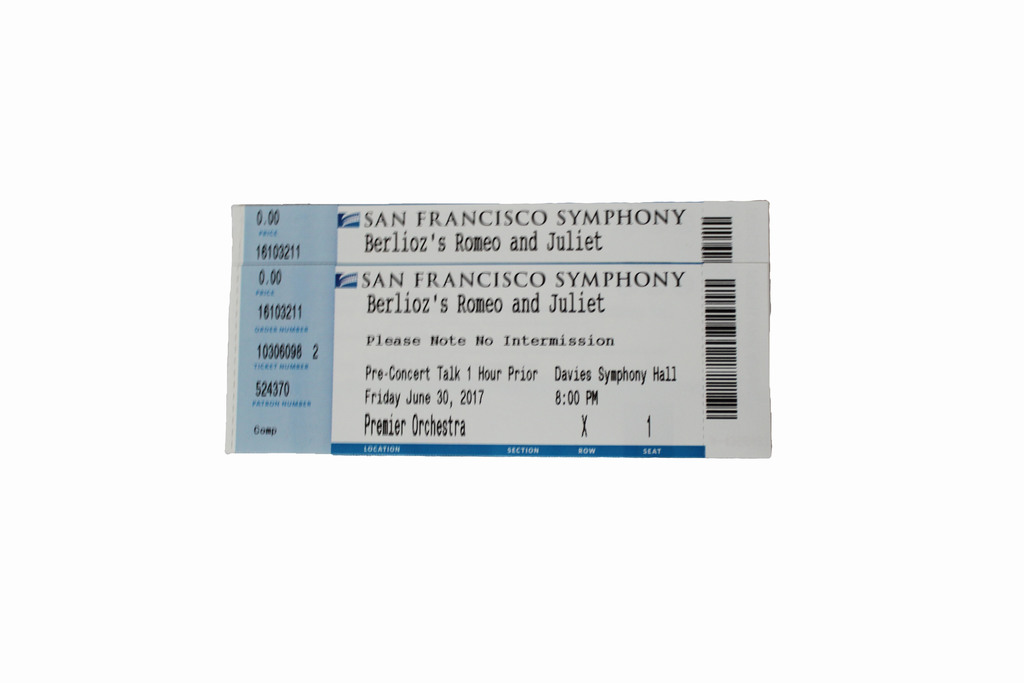 0.00
PRICE
16103211
SAN FRANCISCO SYMPHONY
Berlioz's Romeo and Juliet
0.00
PRICE
16103211
ORDER NUMBER
10306098 2
TICKET NUMBER
524370
PATRON NUMBER
Comp
SAN FRANCISCO SYMPHONY
Berlioz's Romeo and Juliet
Please Note No Intermission
Pre-Concert Talk 1 Hour Prior Davies Symphony Hall
Friday June 30, 2017 8:00 PM
Premier Orchestra X 1
LOCATION SECTION ROW SEAT